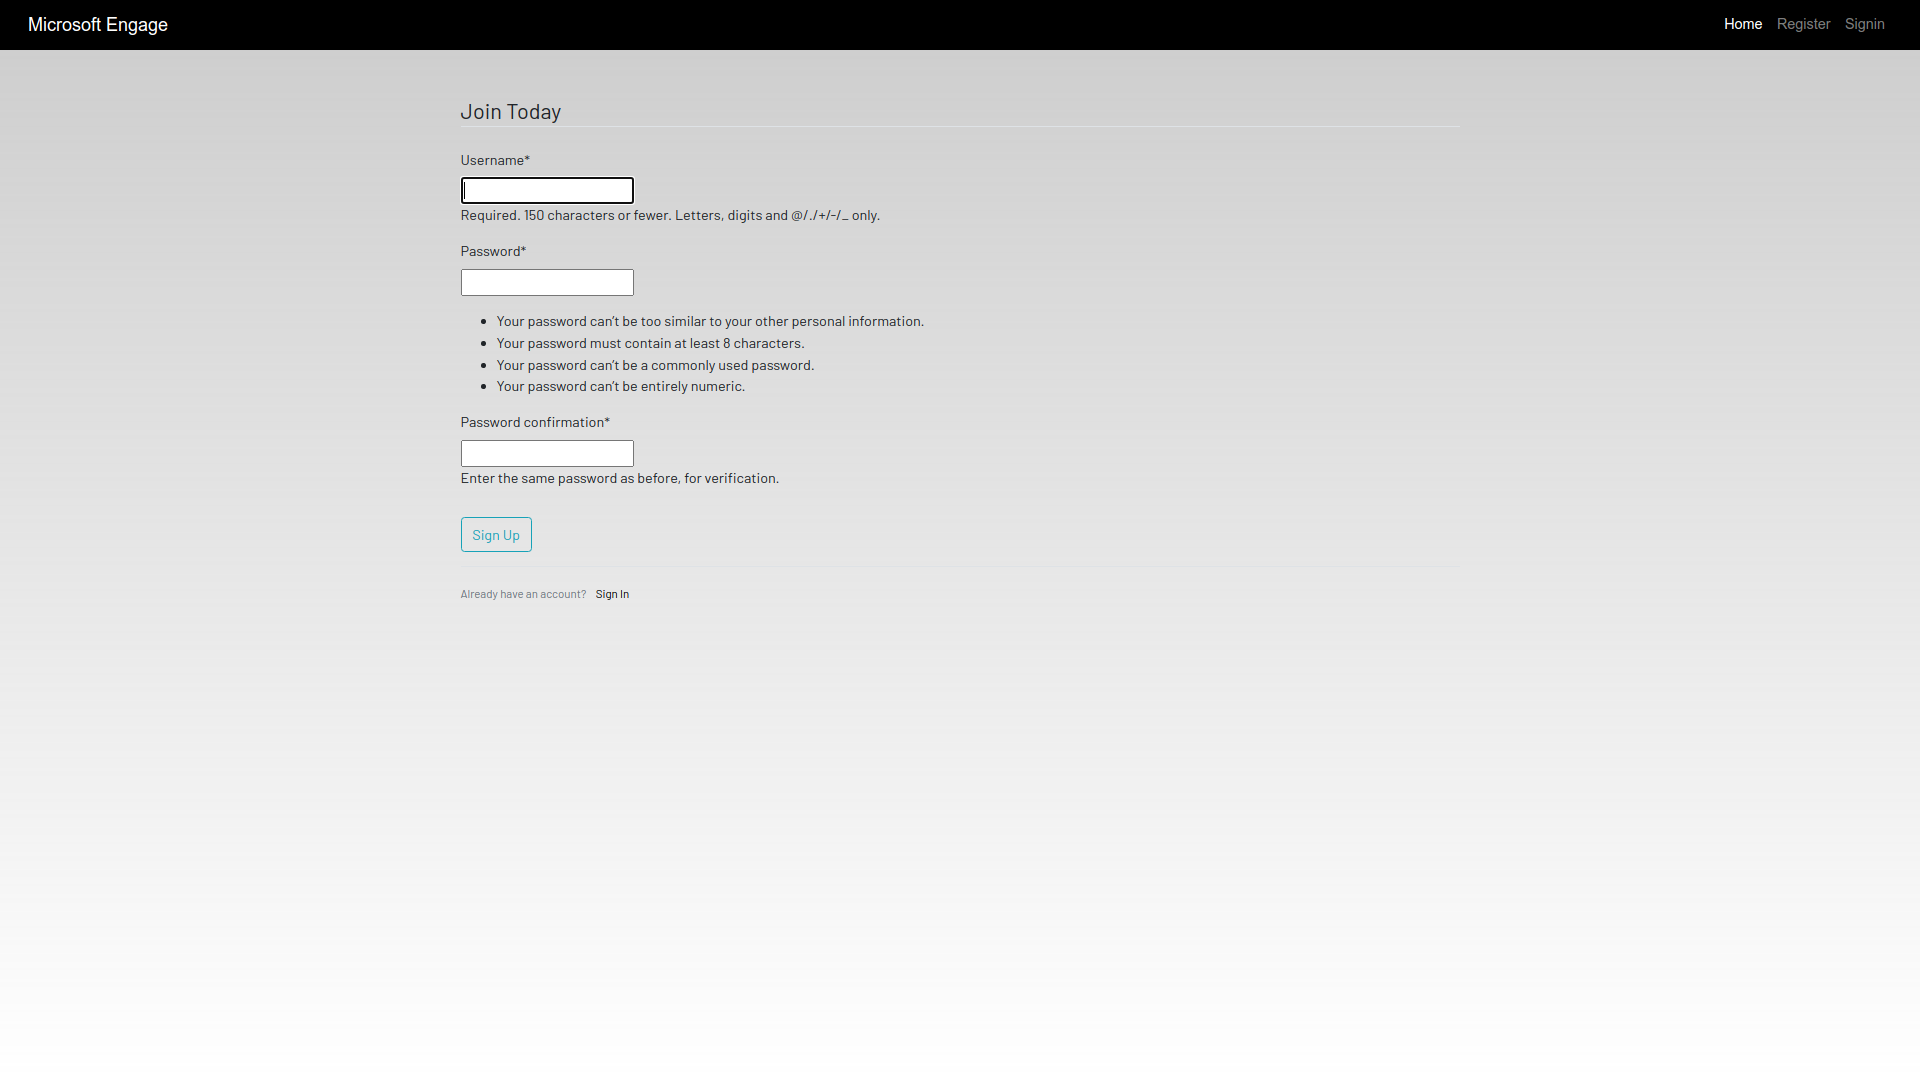 Microsoft Engage
Home Register Signin
Join Today
Username*
Required. 150 characters or fewer. Letters, digits and @/./+/-/_ only.
Password*
Your password can’t be too similar to your other personal information.
Your password must contain at least 8 characters.
Your password can’t be a commonly used password.
Your password can’t be entirely numeric.
Password confirmation*
Enter the same password as before, for verification.
Sign Up
Already have an account? Sign In